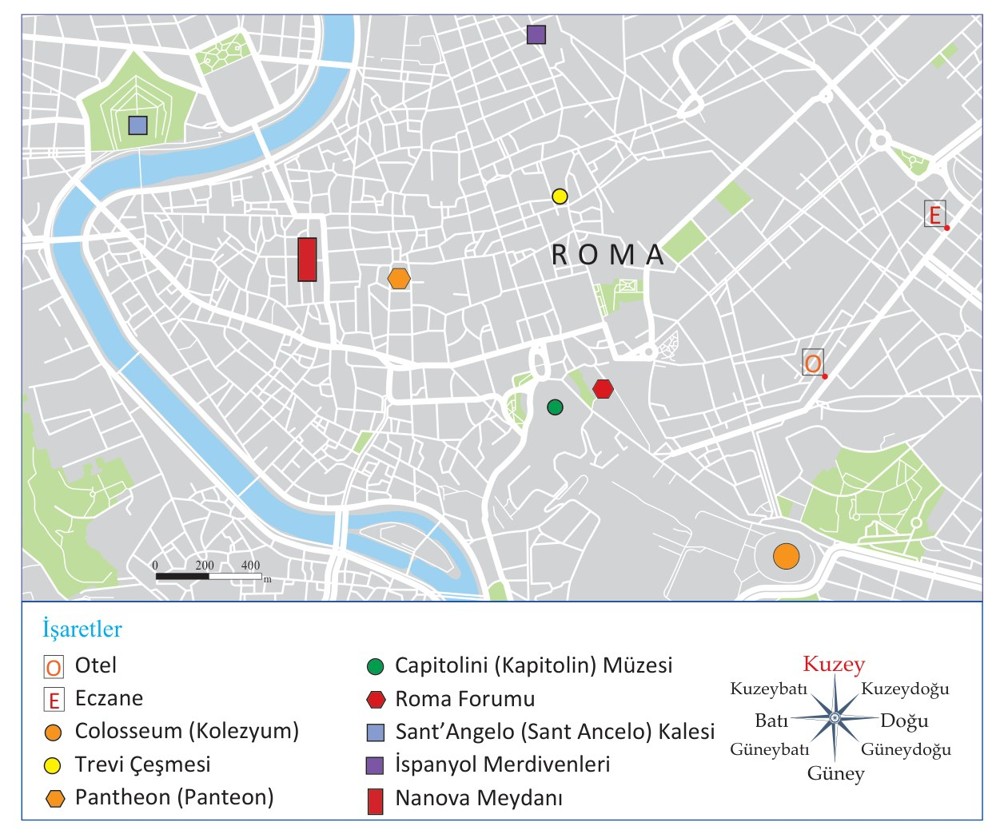 E
R O M A
O
0 200 400
m
İşaretler
O Otel
E Eczane
Colosseum (Kolezyum)
Trevi Çeşmesi
Pantheon (Panteon)
Capitolini (Kapitolin) Müzesi
Roma Forumu
Sant’Angelo (Sant Ancelo) Kalesi
İspanyol Merdivenleri
Nanova Meydanı
Kuzey
Kuzeybatı Kuzeydoğu
Batı Doğu
Güneybatı Güneydoğu
Güney